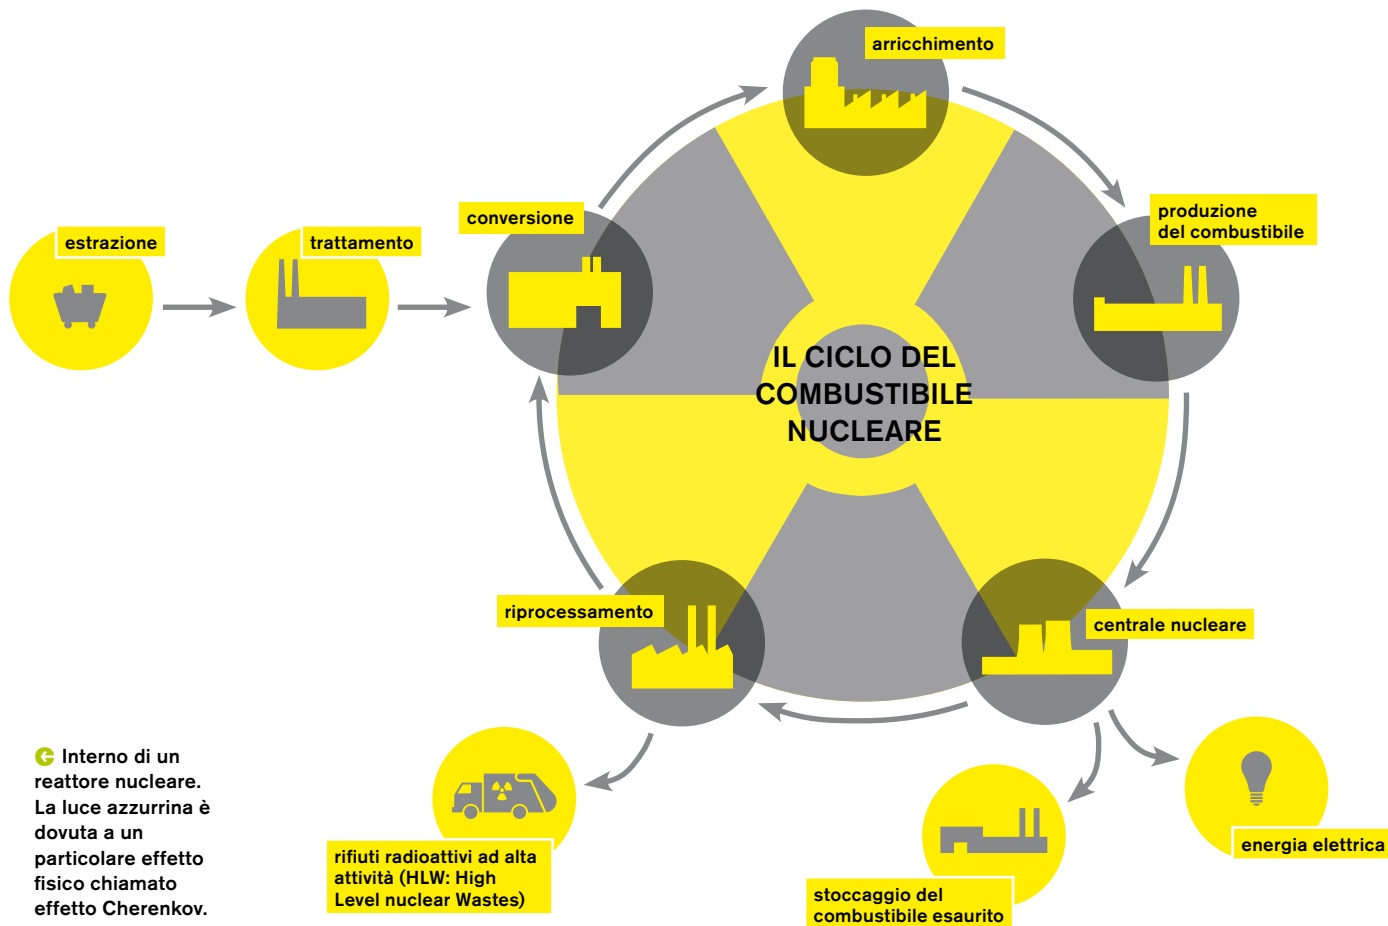 arricchimento
conversione
produzione
del combustibile
estrazione
trattamento
IL CICLO DEL
COMBUSTIBILE
NUCLEARE
riprocessamento
centrale nucleare
Interno di un
reattore nucleare.
La luce azzurrina è
dovuta a un
particolare effetto
fisico chiamato
effetto Cherenkov.
rifiuti radioattivi ad alta
attività (HLW: High
Level nuclear Wastes)
stoccaggio del
combustibile esaurito
energia elettrica